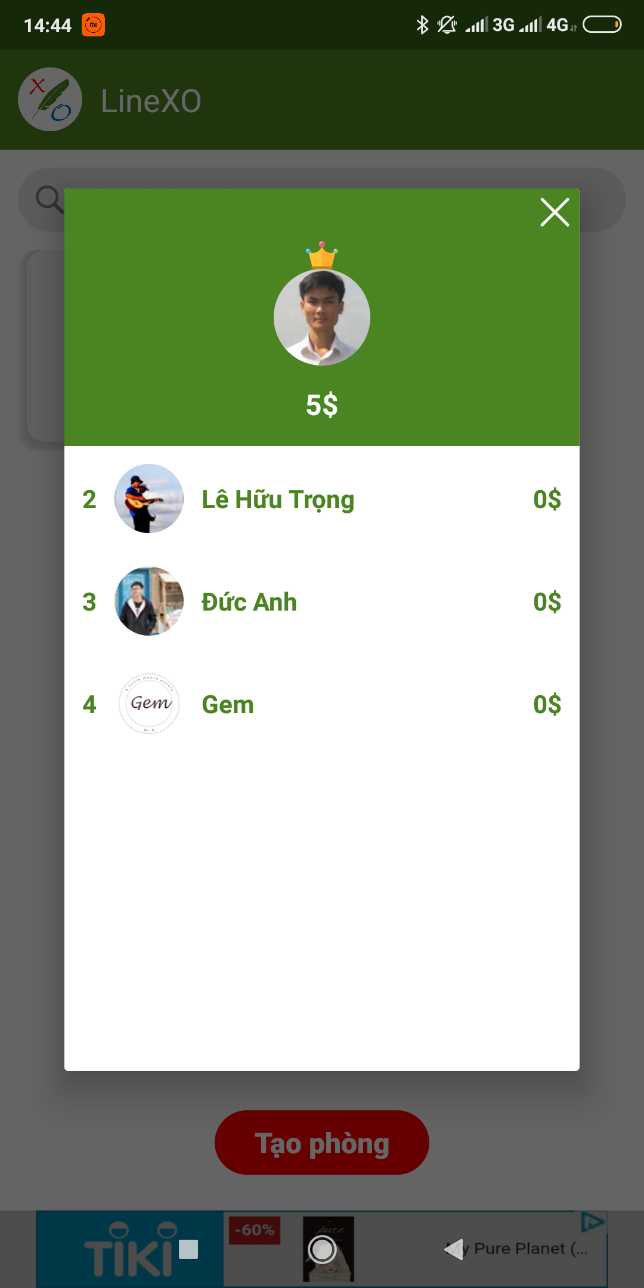 14:44 3G 4G
X
O
LineXO
5$
2 Lê Hữu Trọng 0$
3 Đức Anh 0$
Gem
4 Gem 0$
Tạo phòng
TIKI
-60%
My Pure Planet (...